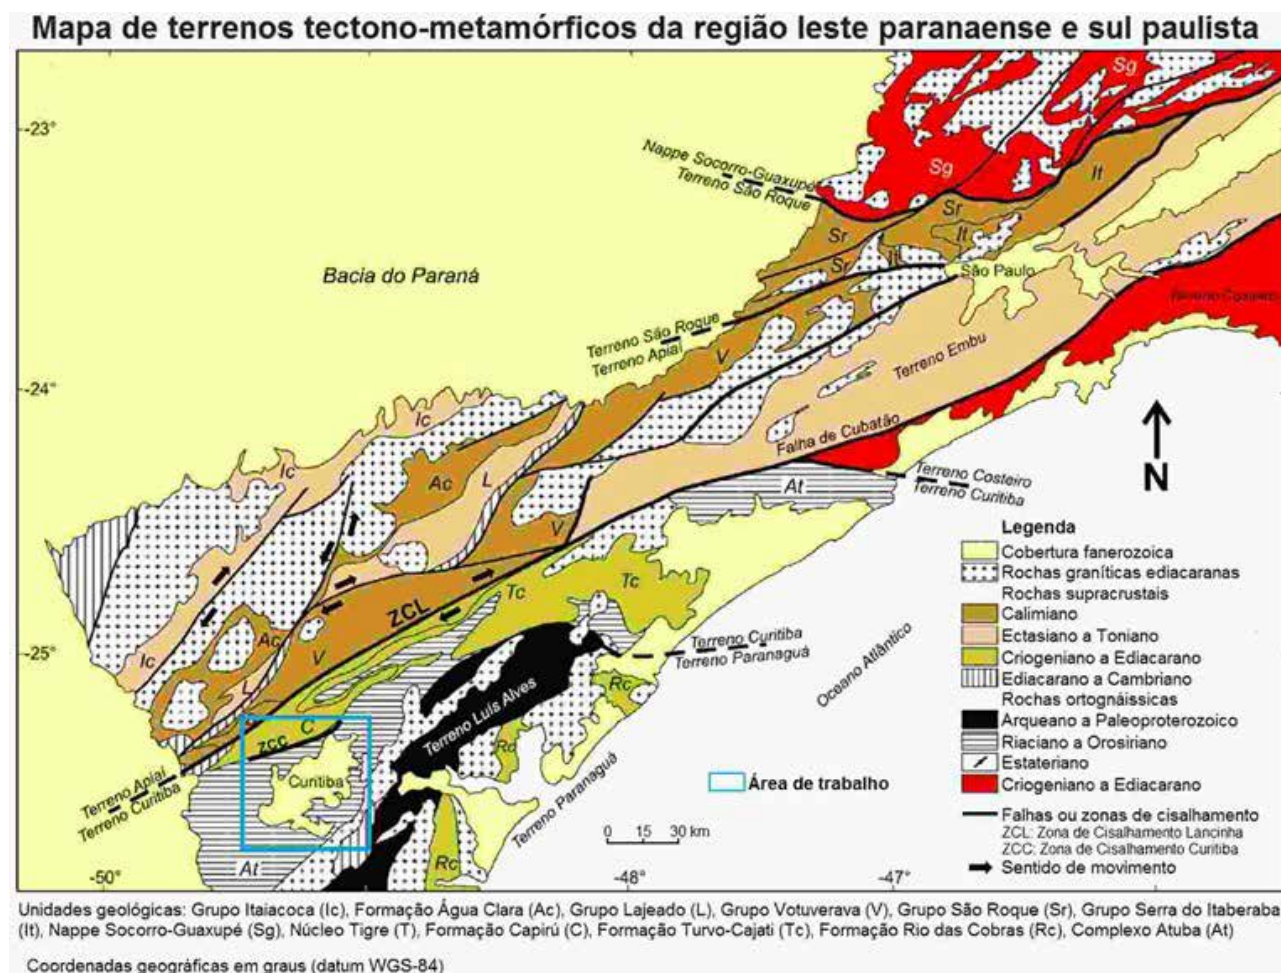 Mapa de terrenos tectono-metamórficos da região leste paranaense e sul paulista
-23°
-24°
-25°
-50°
-48°
-47°
Sg
Sg
Nappe Socorro-Guaxupé
Terreno São Roque
It
Sr
Sr
It
Sr
It
São Paulo
Bacia do Paraná
Terreno São Roque
Terreno Apiaí
V
Terreno Embu
Falha de Cubatão
Ic
Ic
Ac
L
At
Terreno Costeiro
Terreno Curitiba
N
V
Tc
Tc
ZCL
Ac
V
Ic
L
Terreno Curitiba
Terreno Paranaguá
Oceano Atlântico
Rc
Terreno Luís Alves
C
ZCC
Rc
Curitiba
Terreno Apiaí
Terreno Curitiba
Terreno Paranaguá
At
Rc
0 15 30 km
Área de trabalho
Legenda
Cobertura fanerozoica
Rochas graníticas ediacaranas
Rochas supracrustais
Calimiano
Ectasiano a Toniano
Criogeniano a Ediacarano
Ediacarano a Cambriano
Rochas ortognáissicas
Arqueano a Paleoproterozoico
Riaciano a Orosiriano
Estateriano
Criogeniano a Ediacarano
Falhas ou zonas de cisalhamento
ZCL: Zona de Cisalhamento Lancinha
ZCC: Zona de Cisalhamento Curitiba
Sentido de movimento
Unidades geológicas: Grupo Itaiacoca (Ic), Formação Água Clara (Ac), Grupo Lajeado (L), Grupo Votuverava (V), Grupo São Roque (Sr), Grupo Serra do Itaberaba
(It), Nappe Socorro-Guaxupé (Sg), Núcleo Tigre (T), Formação Capirú (C), Formação Turvo-Cajati (Tc), Formação Rio das Cobras (Rc), Complexo Atuba (At)
Coordenadas geográficas em graus (datum WGS-84)